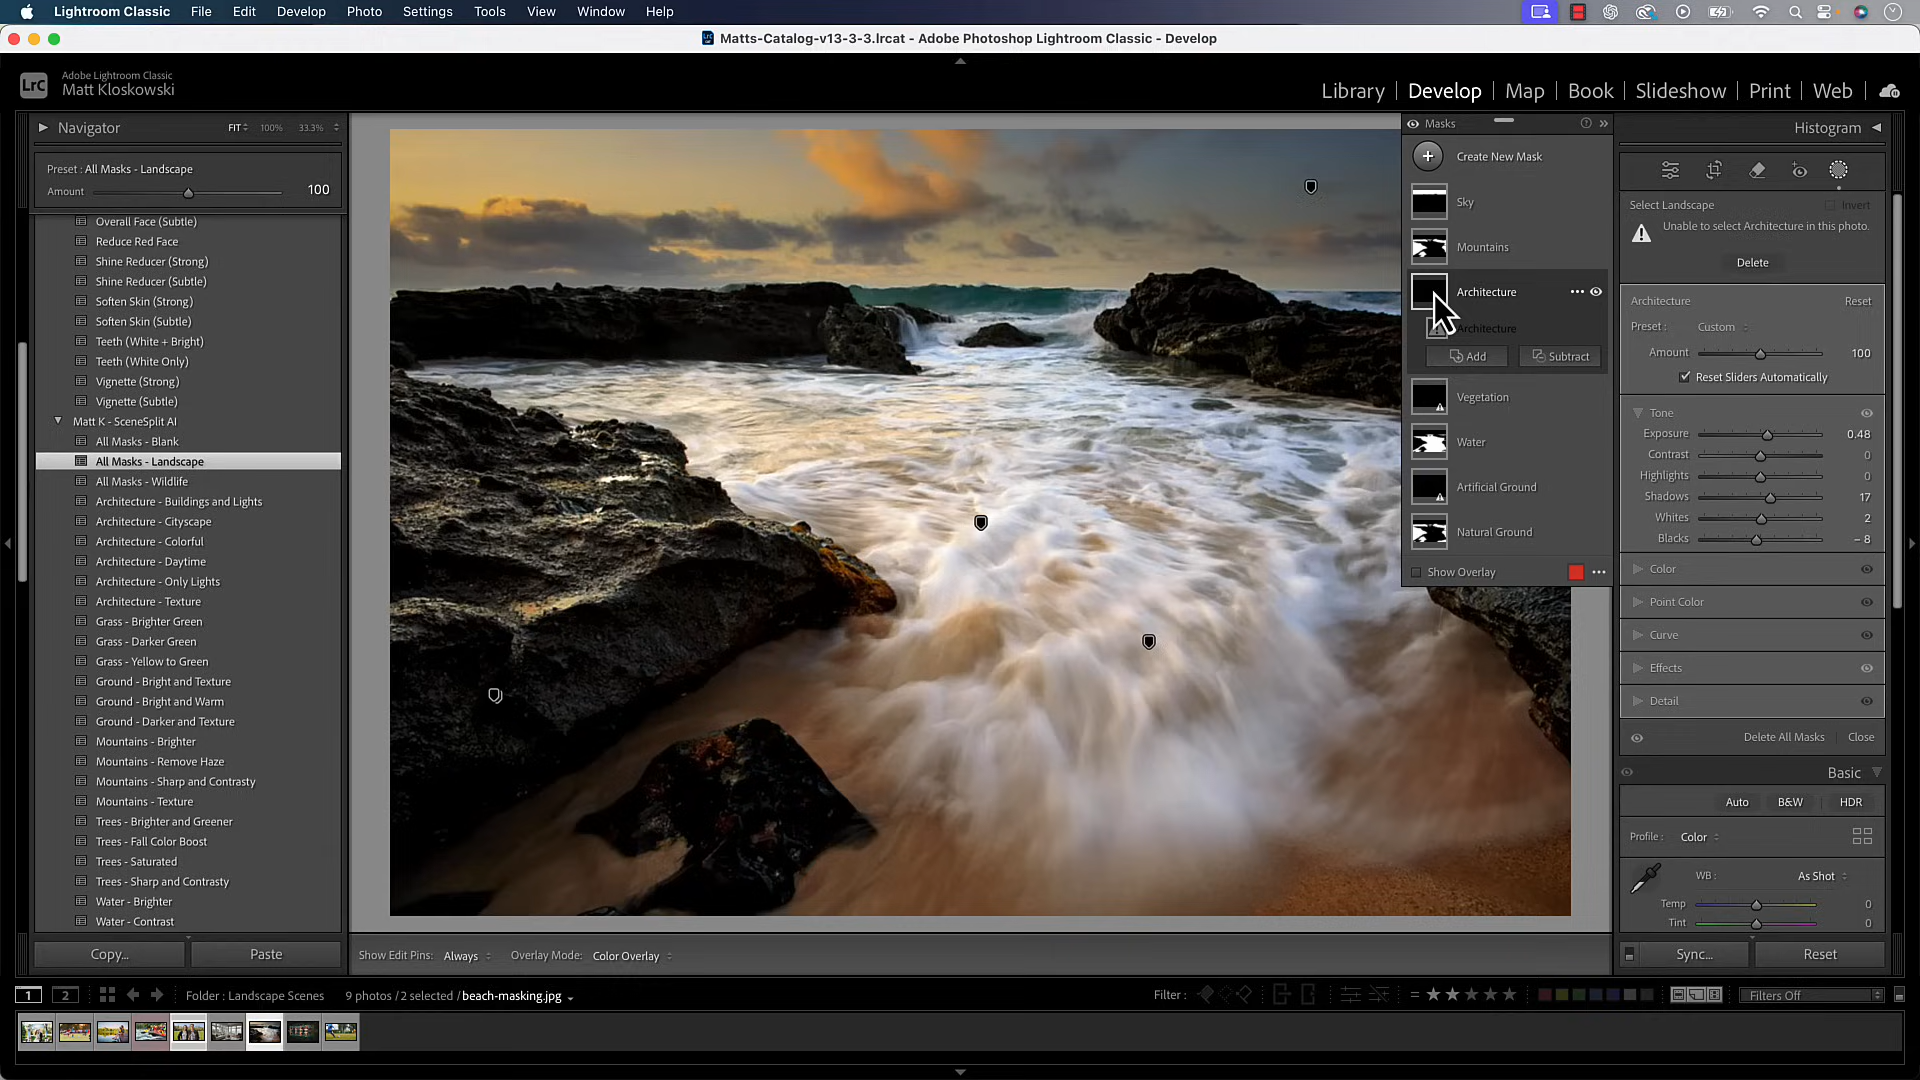 Lightroom Classic File Edit Develop Photo Settings Tools View Window Help
Matts-Catalog-v13-3-3.lrcat - Adobe Photoshop Lightroom Classic - Develop
LrC
Adobe Lightroom Classic
Matt Kloskowski
Library | Develop | Map | Book | Slideshow | Print | Web
Navigator FIT 100% 33.3%
Preset : All Masks - Landscape
Amount 100
Overall Face (Subtle)
Reduce Red Face
Shine Reducer (Strong)
Shine Reducer (Subtle)
Soften Skin (Strong)
Soften Skin (Subtle)
Teeth (White + Bright)
Teeth (White Only)
Vignette (Strong)
Vignette (Subtle)
Matt K - SceneSplit AI
All Masks - Blank
All Masks - Landscape
All Masks - Wildlife
Architecture - Buildings and Lights
Architecture - Cityscape
Architecture - Colorful
Architecture - Daytime
Architecture - Only Lights
Architecture - Texture
Grass - Brighter Green
Grass - Darker Green
Grass - Yellow to Green
Ground - Bright and Texture
Ground - Bright and Warm
Ground - Darker and Texture
Mountains - Brighter
Mountains - Remove Haze
Mountains - Sharp and Contrasty
Mountains - Texture
Trees - Brighter and Greener
Trees - Fall Color Boost
Trees - Saturated
Trees - Sharp and Contrasty
Water - Brighter
Water - Contrast
Copy... Paste
Masks
Create New Mask
Sky
Mountains
Architecture
Architecture
Add Subtract
Vegetation
Water
Artificial Ground
Natural Ground
Show Overlay
Histogram
Select Landscape Invert
Unable to select Architecture in this photo.
Delete
Architecture Reset
Preset : Custom
Amount 100
Reset Sliders Automatically
Tone
Exposure 0.48
Contrast 0
Highlights 0
Shadows 17
Whites 2
Blacks – 8
Color
Point Color
Curve
Effects
Detail
Delete All Masks Close
Basic
Auto B&W HDR
Profile : Color
WB : As Shot
Temp 0
Tint 0
Sync... Reset
Show Edit Pins: Always Overlay Mode: Color Overlay
1 2 Folder : Landscape Scenes 9 photos / 2 selected / beach-masking.jpg Filter : Filters Off